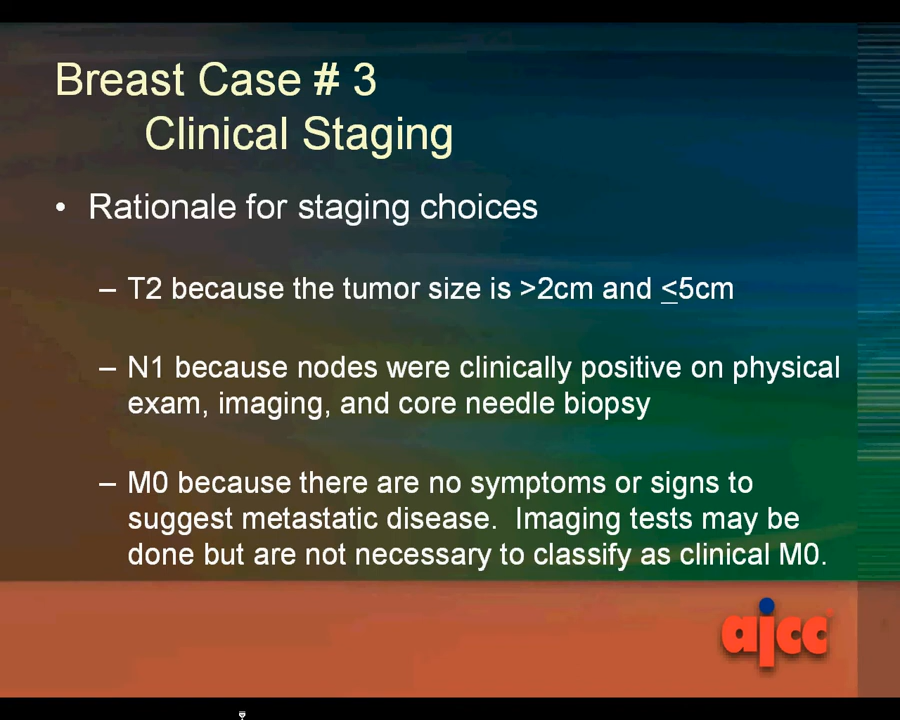 Breast Case # 3
Clinical Staging
• Rationale for staging choices
– T2 because the tumor size is >2cm and <5cm
– N1 because nodes were clinically positive on physical
exam, imaging, and core needle biopsy
– M0 because there are no symptoms or signs to
suggest metastatic disease.  Imaging tests may be
done but are not necessary to classify as clinical M0.
ajcc